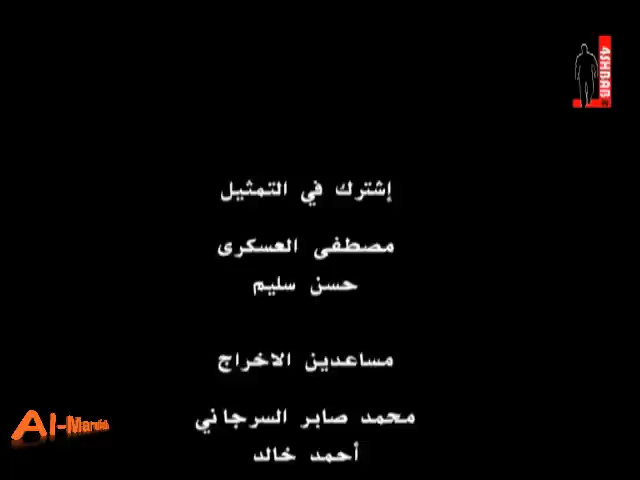 إشترك في التمثيل
مصطفى العسكرى
حسن سليم
مساعدين الاخراج
محمد صابر السرجاني
أحمد خالد